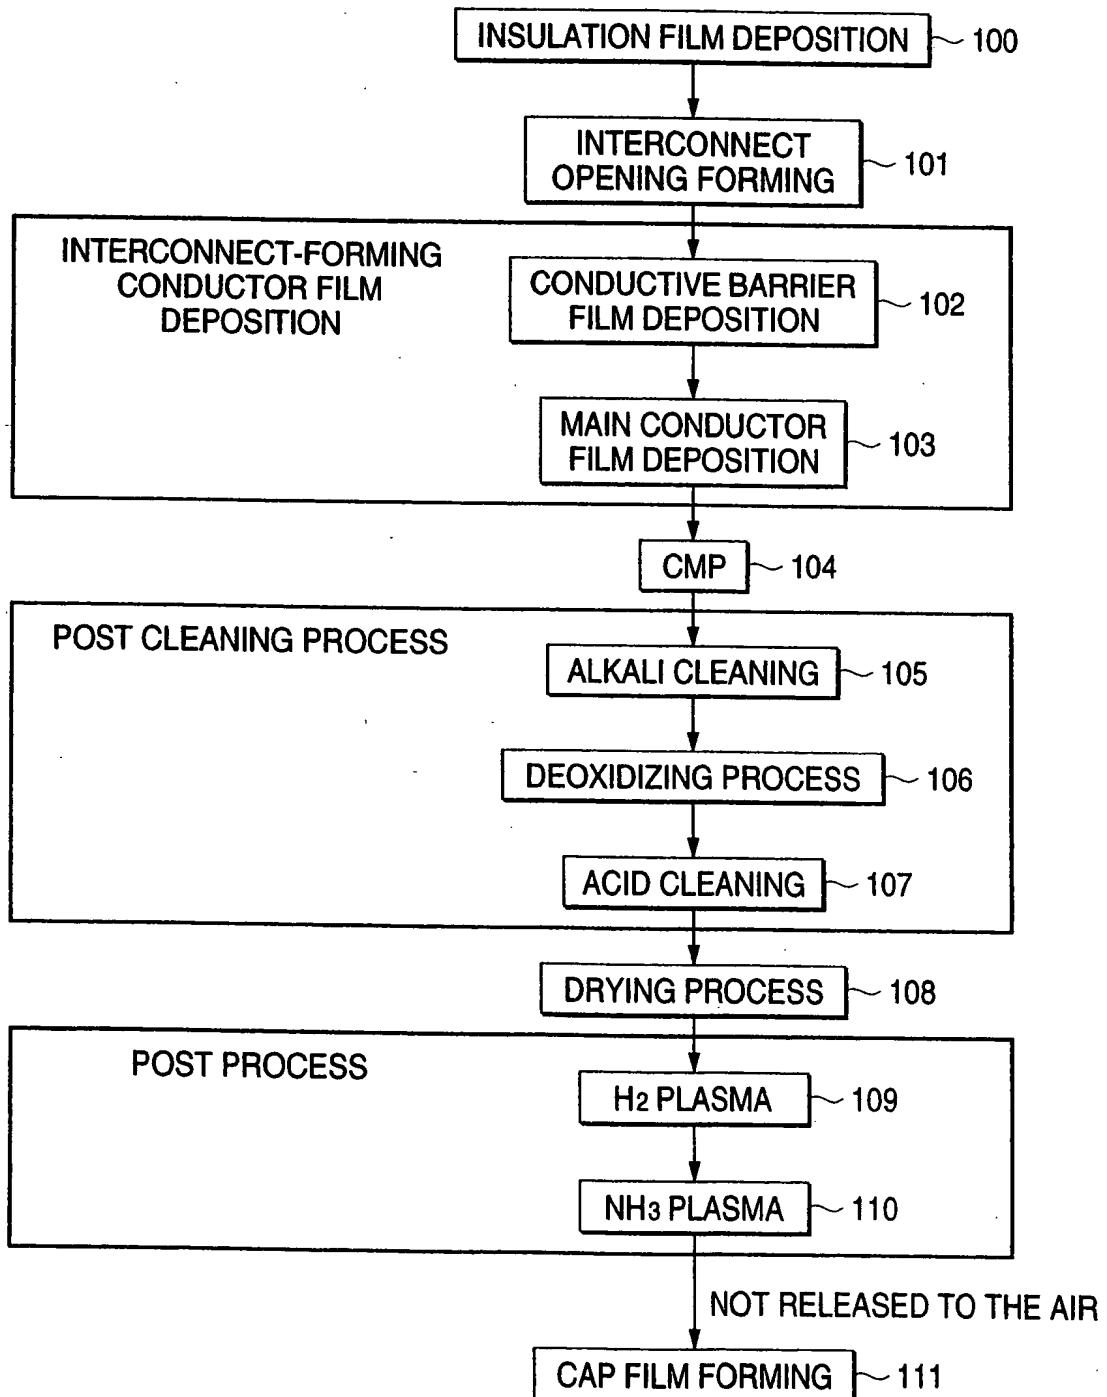 INSULATION FILM DEPOSITION
100
INTERCONNECT
OPENING FORMING
101
INTERCONNECT-FORMING
CONDUCTOR FILM
DEPOSITION
CONDUCTIVE BARRIER
FILM DEPOSITION
102
MAIN CONDUCTOR
FILM DEPOSITION
103
CMP
104
POST CLEANING PROCESS
ALKALI CLEANING
105
DEOXIDIZING PROCESS
106
ACID CLEANING
107
DRYING PROCESS
108
POST PROCESS
H2 PLASMA
109
NH3 PLASMA
110
NOT RELEASED TO THE AIR
CAP FILM FORMING
111